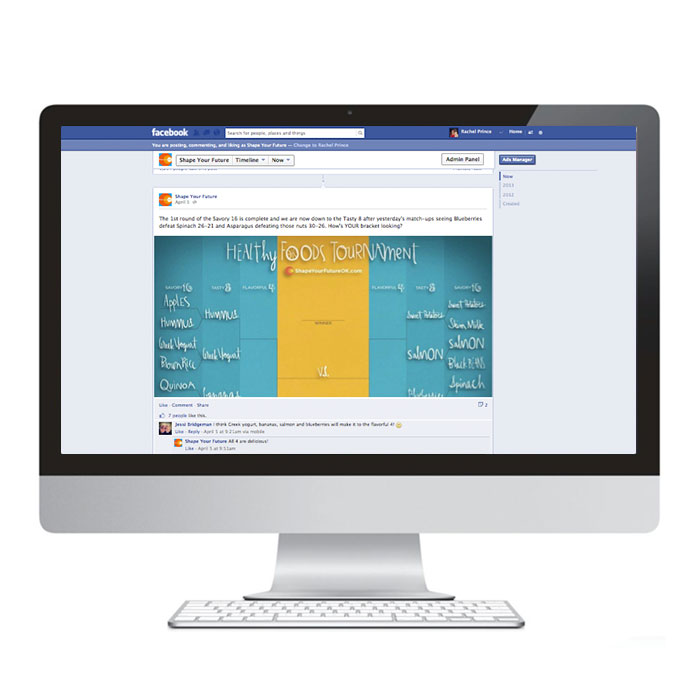 facebook
Search for people, places and things
Rachel Prince
Home
You are posting, commenting, and liking as Shape Your Future — Change to Rachel Prince
Shape Your Future
Timeline
Now
Admin Panel
Ads Manager
Now
2013
2012
Created
Shape Your Future
April 5
The 1st round of the Savory 16 is complete and we are now down to the Tasty 8 after yesterday's match-ups seeing Blueberries
defeat Spinach 26-21 and Asparagus defeating those nuts 30-26. How's YOUR bracket looking?
HEAlthy FOODS TOURNAMENT
ShapeYourFutureOK.com
SAVORY 16
TASTY 8
FLAVORFUL 4
FLAVORFUL 4
TASTY 8
SAVORY 16
Apples
Hummus
Hummus
Greek Yogurt
Greek Yogurt
Brown Rice
Quinoa
Bananas
WINNER
VS.
Sweet Potatoes
Sweet Potatoes
Skim Milk
SALMON
SALMON
Black BEANS
Spinach
Blueberries
Like · Comment · Share
2
7 people like this.
Jessi Bridgeman I think Greek yogurt, bananas, salmon and blueberries will make it to the flavorful 4!
Like · Reply · April 5 at 9:21am via mobile
Shape Your Future All 4 are delicious!
Like · April 5 at 9:51am